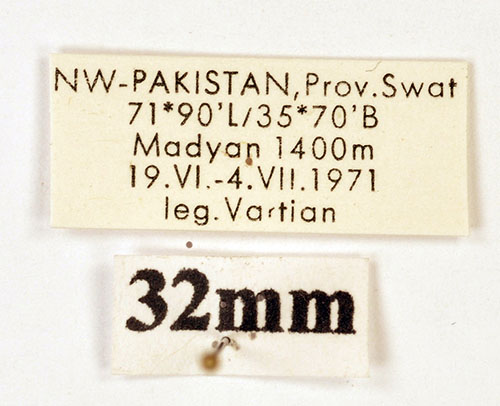 NW-PAKISTAN, Prov.Swat
71*90'L/35*70'B
Madyan 1400m
19.VI.-4.VII.1971
leg.Vartian
32mm